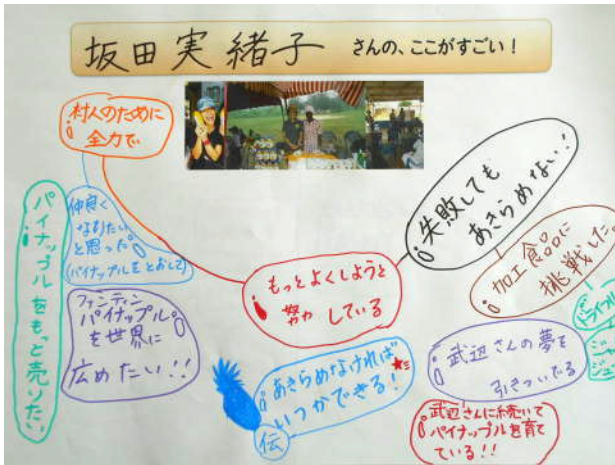 坂田実緒子 さんの、ここがすごい！
村人のために
全力で
仲良く
なりたい
と思った。
(パイナップルをとおして)
パイナップルをもっと売りたい
ファンティン
パイナップル
を世界に
広めたい！！
もっとよくしようと
努力している
失敗しても
あきらめない！！
加工食品に
挑戦した。
武辺さんの夢を
引きついでる
武辺さんに続いて
パイナップルを育て
ている！！
あきらめなければ
いつかできる！
伝